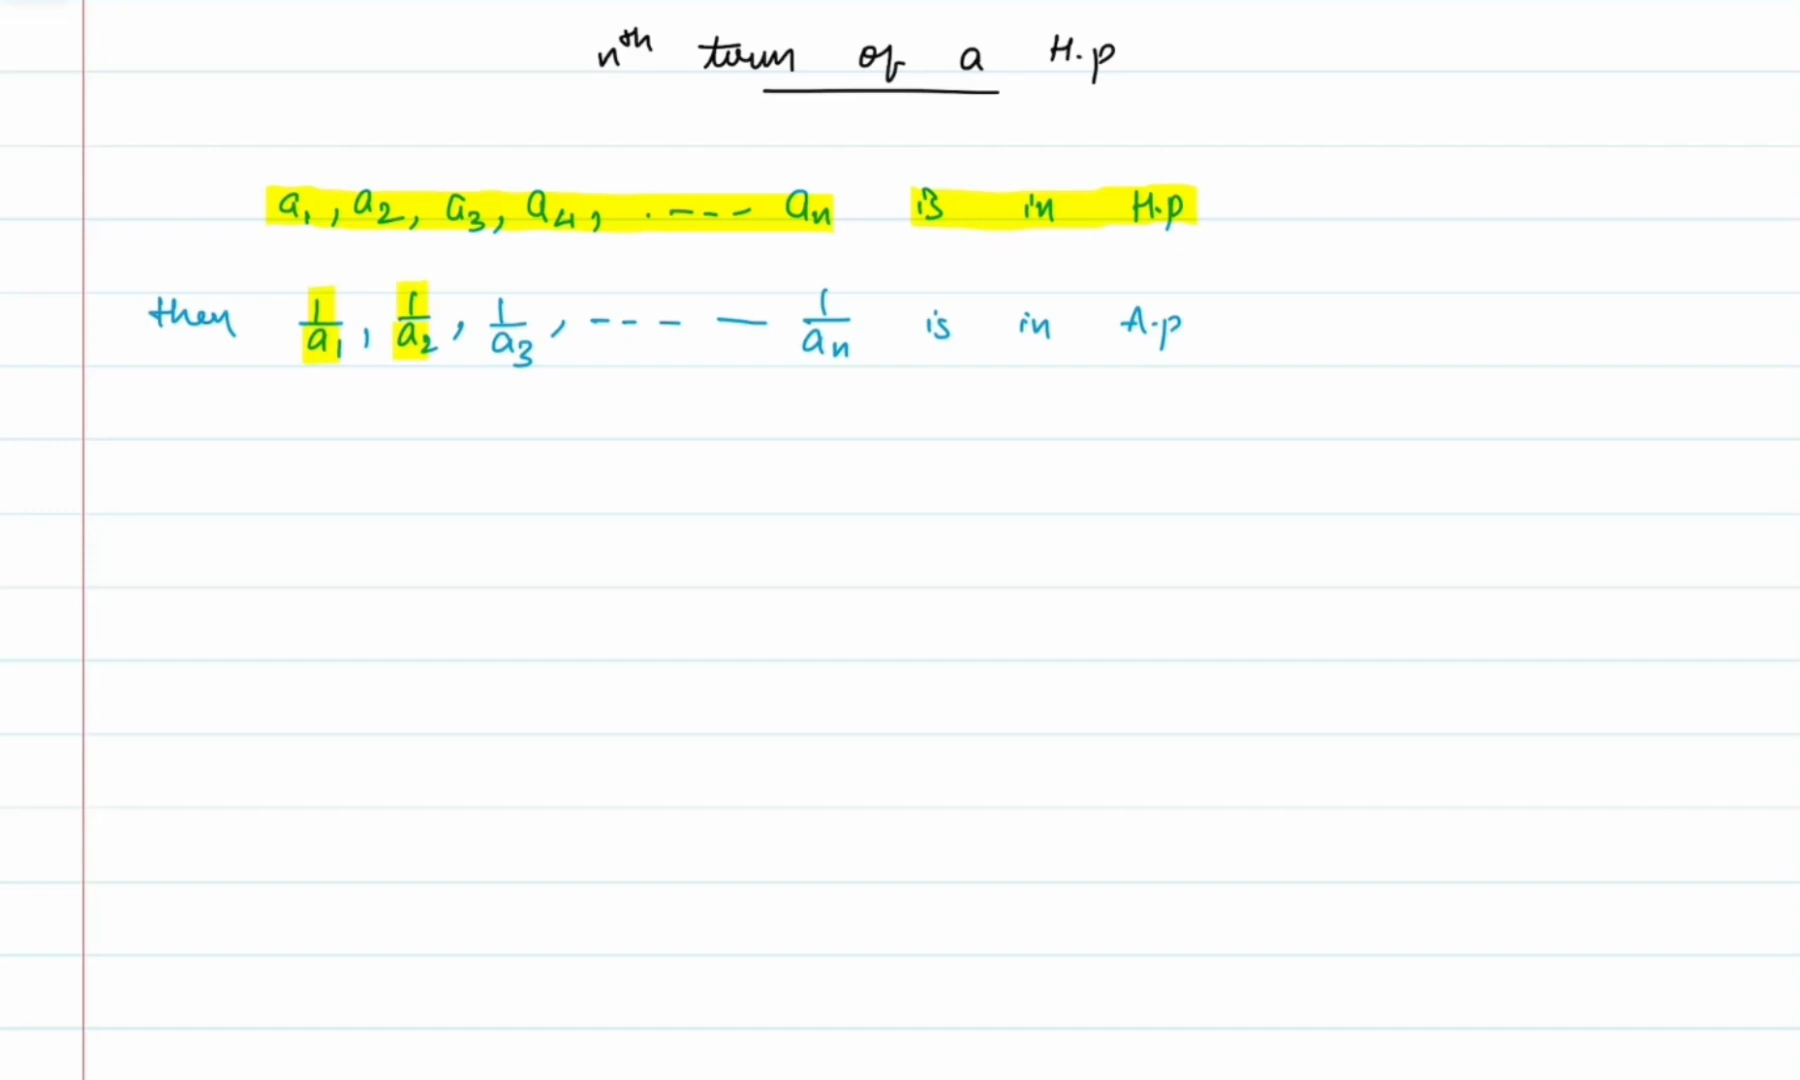 nth term of a H.p
a₁, a₂, a₃, a₄, .---- aₙ is in H.p
then 1/a₁, 1/a₂, 1/a₃, ---- — 1/aₙ is in A.p